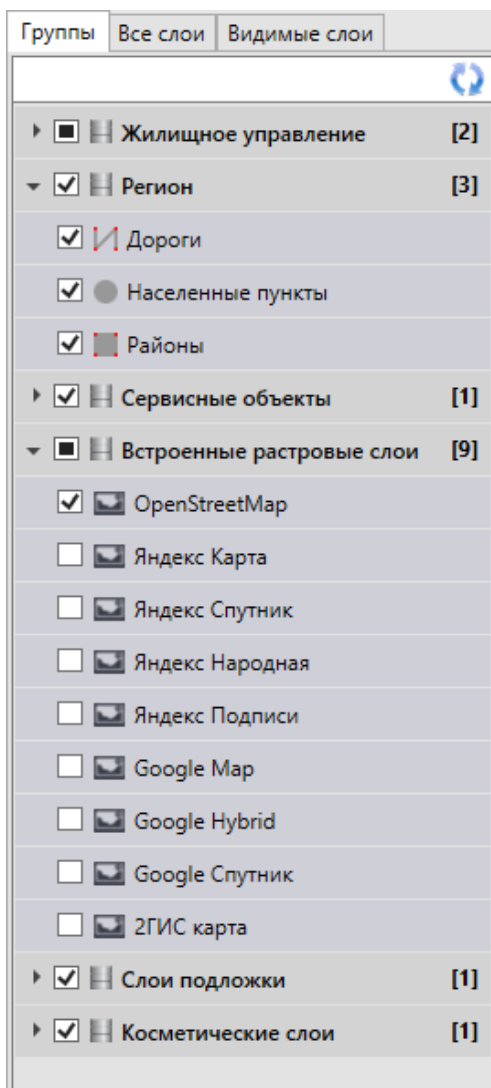 Группы Все слои Видимые слои
Жилищное управление [2]
Регион [3]
Дороги
Населенные пункты
Районы
Сервисные объекты [1]
Встроенные растровые слои [9]
OpenStreetMap
Яндекс Карта
Яндекс Спутник
Яндекс Народная
Яндекс Подписи
Google Map
Google Hybrid
Google Спутник
2ГИС карта
Слои подложки [1]
Косметические слои [1]